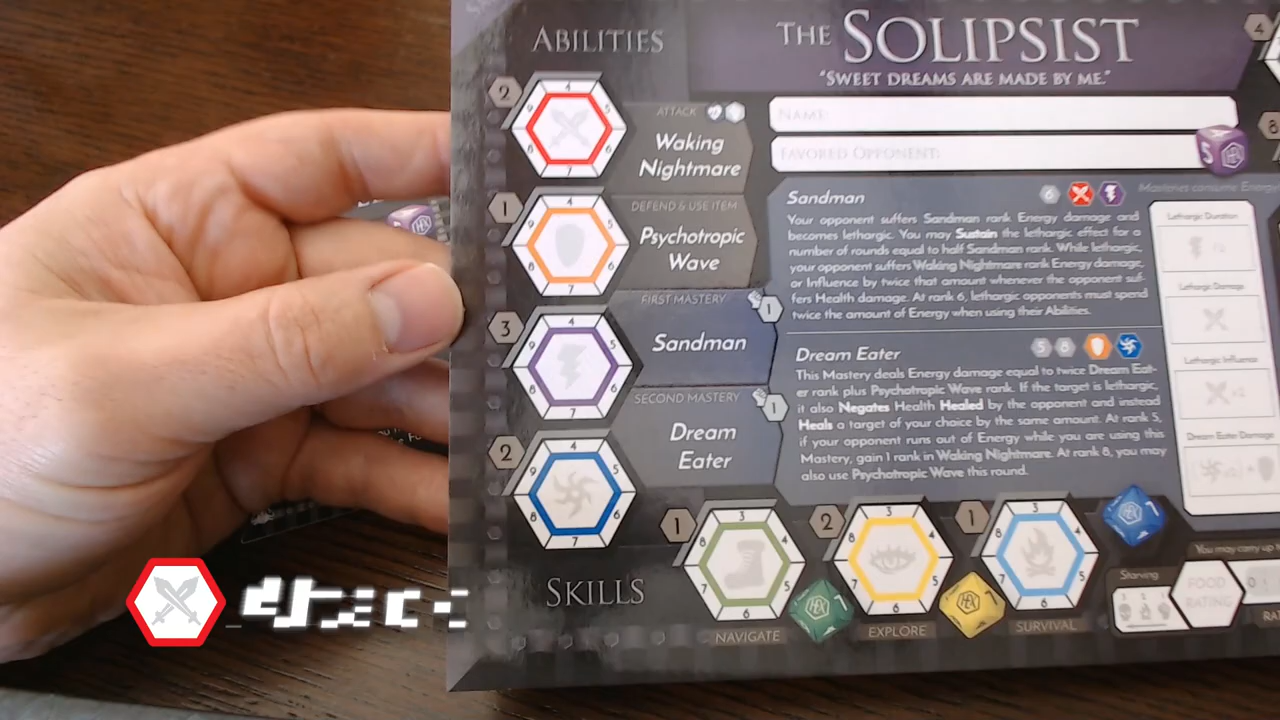 ABILITIES
THE SOLIPSIST
"SWEET DREAMS ARE MADE BY ME."
NAME:
FAVORED OPPONENT:
ATTACK
Waking
Nightmare
DEFEND & USE ITEM
Psychotropic
Wave
FIRST MASTERY
Sandman
SECOND MASTERY
Dream
Eater
Sandman
Masteries consume Energy
Your opponent suffers Sandman rank Energy damage and
becomes lethargic. You may Sustain the lethargic effect for a
number of rounds equal to half Sandman rank. While lethargic,
your opponent suffers Waking Nightmare rank Energy damage,
or Influence by twice that amount whenever the opponent suf-
fers Health damage. At rank 6, lethargic opponents must spend
twice the amount of Energy when using their Abilities.
Dream Eater
This Mastery deals Energy damage equal to twice Dream Eat-
er rank plus Psychotropic Wave rank. If the target is lethargic,
it also Negates Health Healed by the opponent and instead
Heals a target of your choice by the same amount. At rank 5,
if your opponent runs out of Energy while you are using this
Mastery, gain 1 rank in Waking Nightmare. At rank 8, you may
also use Psychotropic Wave this round.
Lethargic Duration
Lethargic Damage
Lethargic Influence
Dream Eater Damage
SKILLS
NAVIGATE
EXPLORE
SURVIVAL
You may carry up
Starving
FOOD
RATING